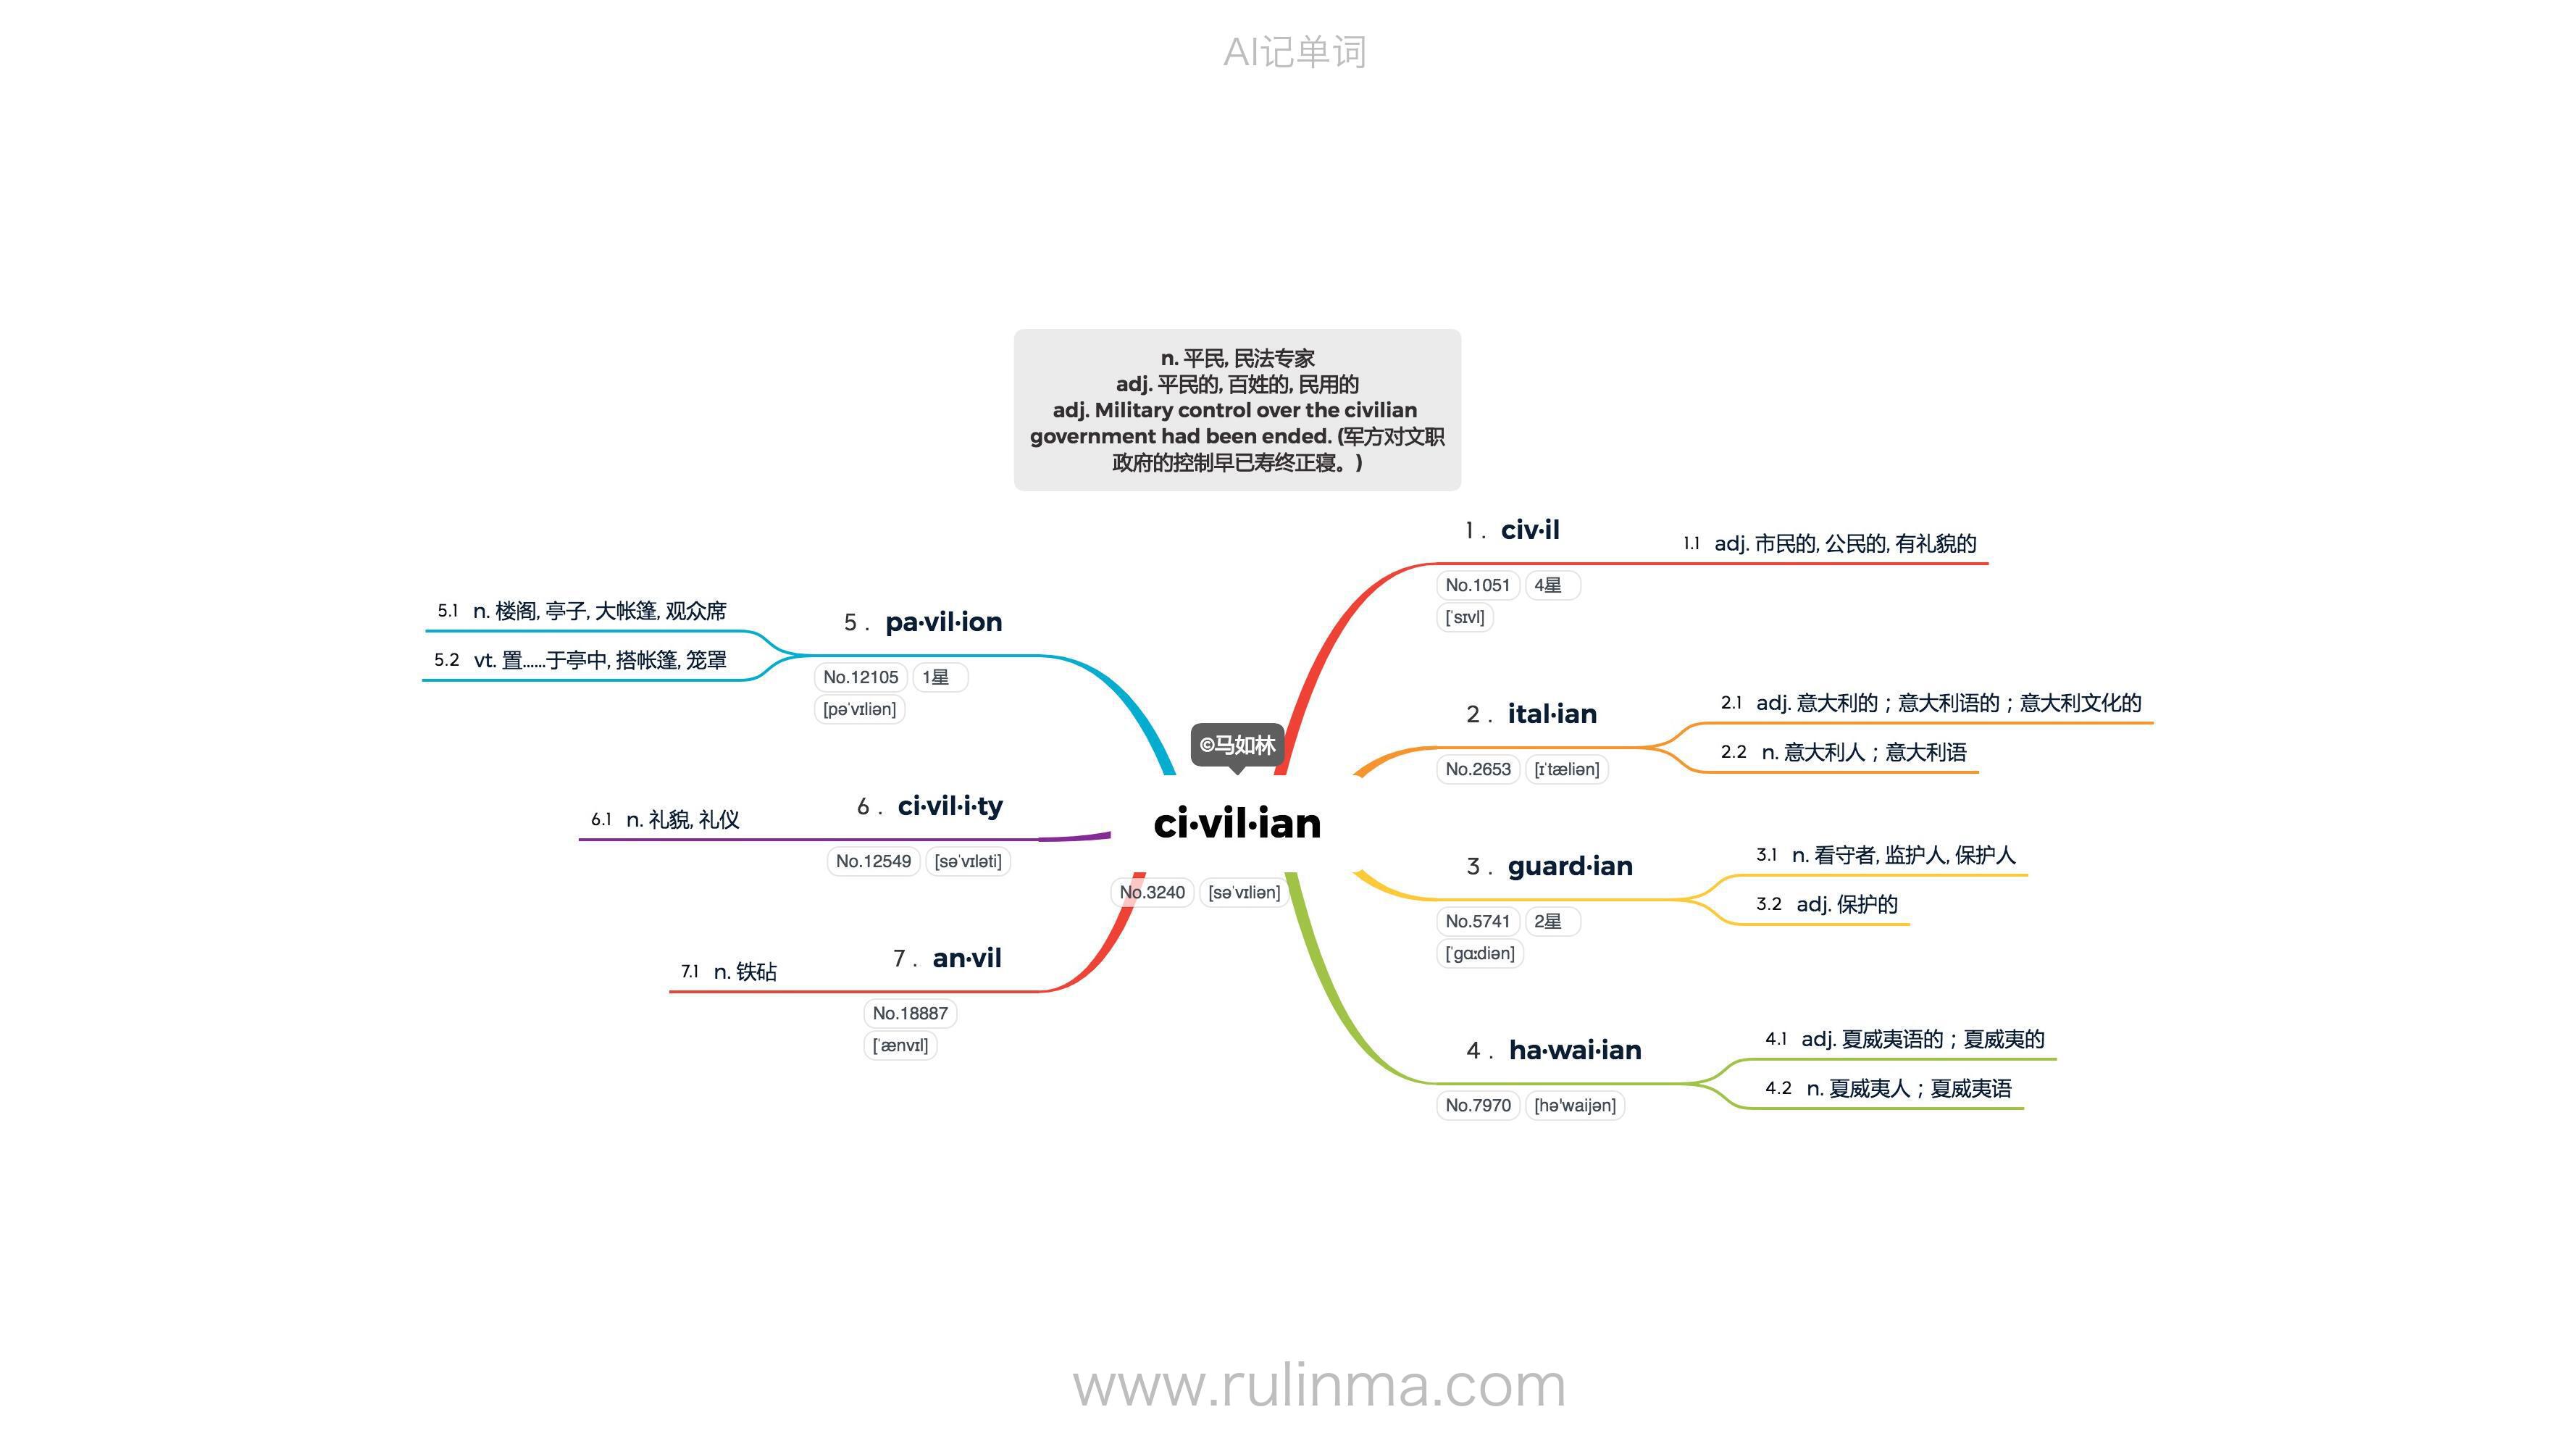 AI记单词
n. 平民, 民法专家
adj. 平民的, 百姓的, 民用的
adj. Military control over the civilian
government had been ended. (军方对文职
政府的控制早已寿终正寝。)
©马如林
ci·vil·ian
No.3240 [səˈvɪliən]
1 . civ·il
No.1051 4星
[ˈsɪvl]
1.1 adj. 市民的, 公民的, 有礼貌的
2 . ital·ian
No.2653 [ɪˈtæliən]
2.1 adj. 意大利的；意大利语的；意大利文化的
2.2 n. 意大利人；意大利语
3 . guard·ian
No.5741 2星
[ˈɡɑːdiən]
3.1 n. 看守者, 监护人, 保护人
3.2 adj. 保护的
4 . ha·wai·ian
No.7970 [hə'waijən]
4.1 adj. 夏威夷语的；夏威夷的
4.2 n. 夏威夷人；夏威夷语
5 . pa·vil·ion
No.12105 1星
[pəˈvɪliən]
5.1 n. 楼阁, 亭子, 大帐篷, 观众席
5.2 vt. 置……于亭中, 搭帐篷, 笼罩
6 . ci·vil·i·ty
No.12549 [səˈvɪləti]
6.1 n. 礼貌, 礼仪
7 . an·vil
No.18887
[ˈænvɪl]
7.1 n. 铁砧
www.rulinma.com